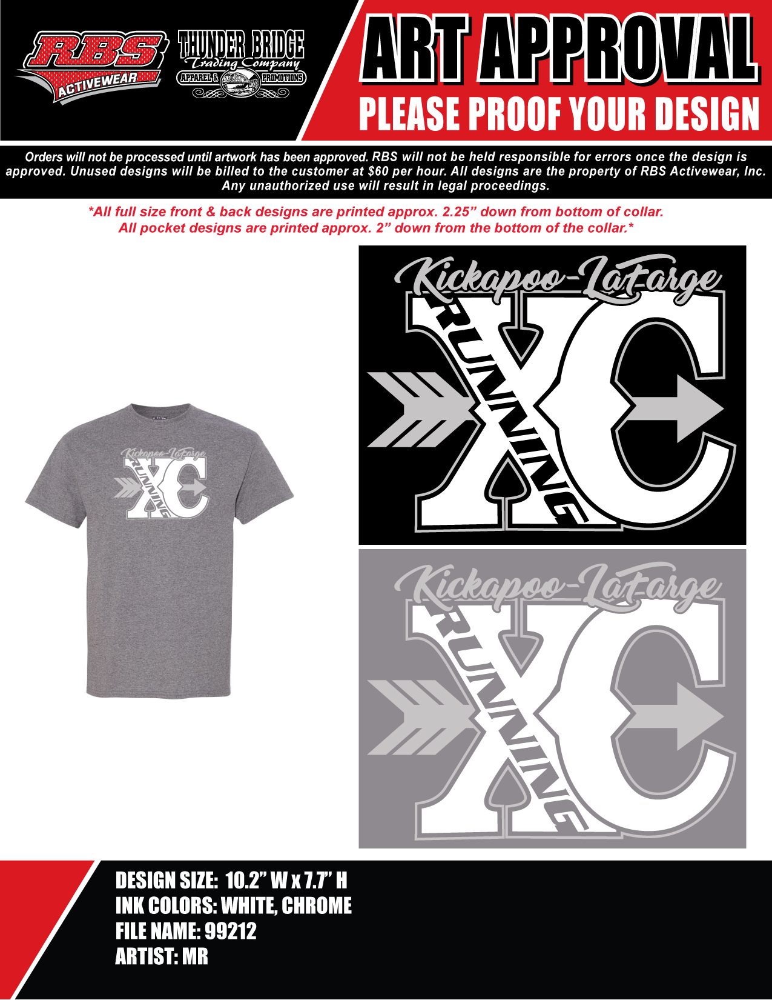 RBS
ACTIVEWEAR
THUNDER BRIDGE
Trading Company
APPAREL & PROMOTIONS
ART APPROVAL
PLEASE PROOF YOUR DESIGN
Orders will not be processed until artwork has been approved. RBS will not be held responsible for errors once the design is
approved. Unused designs will be billed to the customer at $60 per hour. All designs are the property of RBS Activewear, Inc.
Any unauthorized use will result in legal proceedings.
*All full size front & back designs are printed approx. 2.25” down from bottom of collar.
All pocket designs are printed approx. 2” down from the bottom of the collar.*
Kickapoo-LaFarge
XC
RUNNING
Kickapoo-LaFarge
XC
RUNNING
Kickapoo-LaFarge
XC
RUNNING
DESIGN SIZE: 10.2” W x 7.7” H
INK COLORS: WHITE, CHROME
FILE NAME: 99212
ARTIST: MR